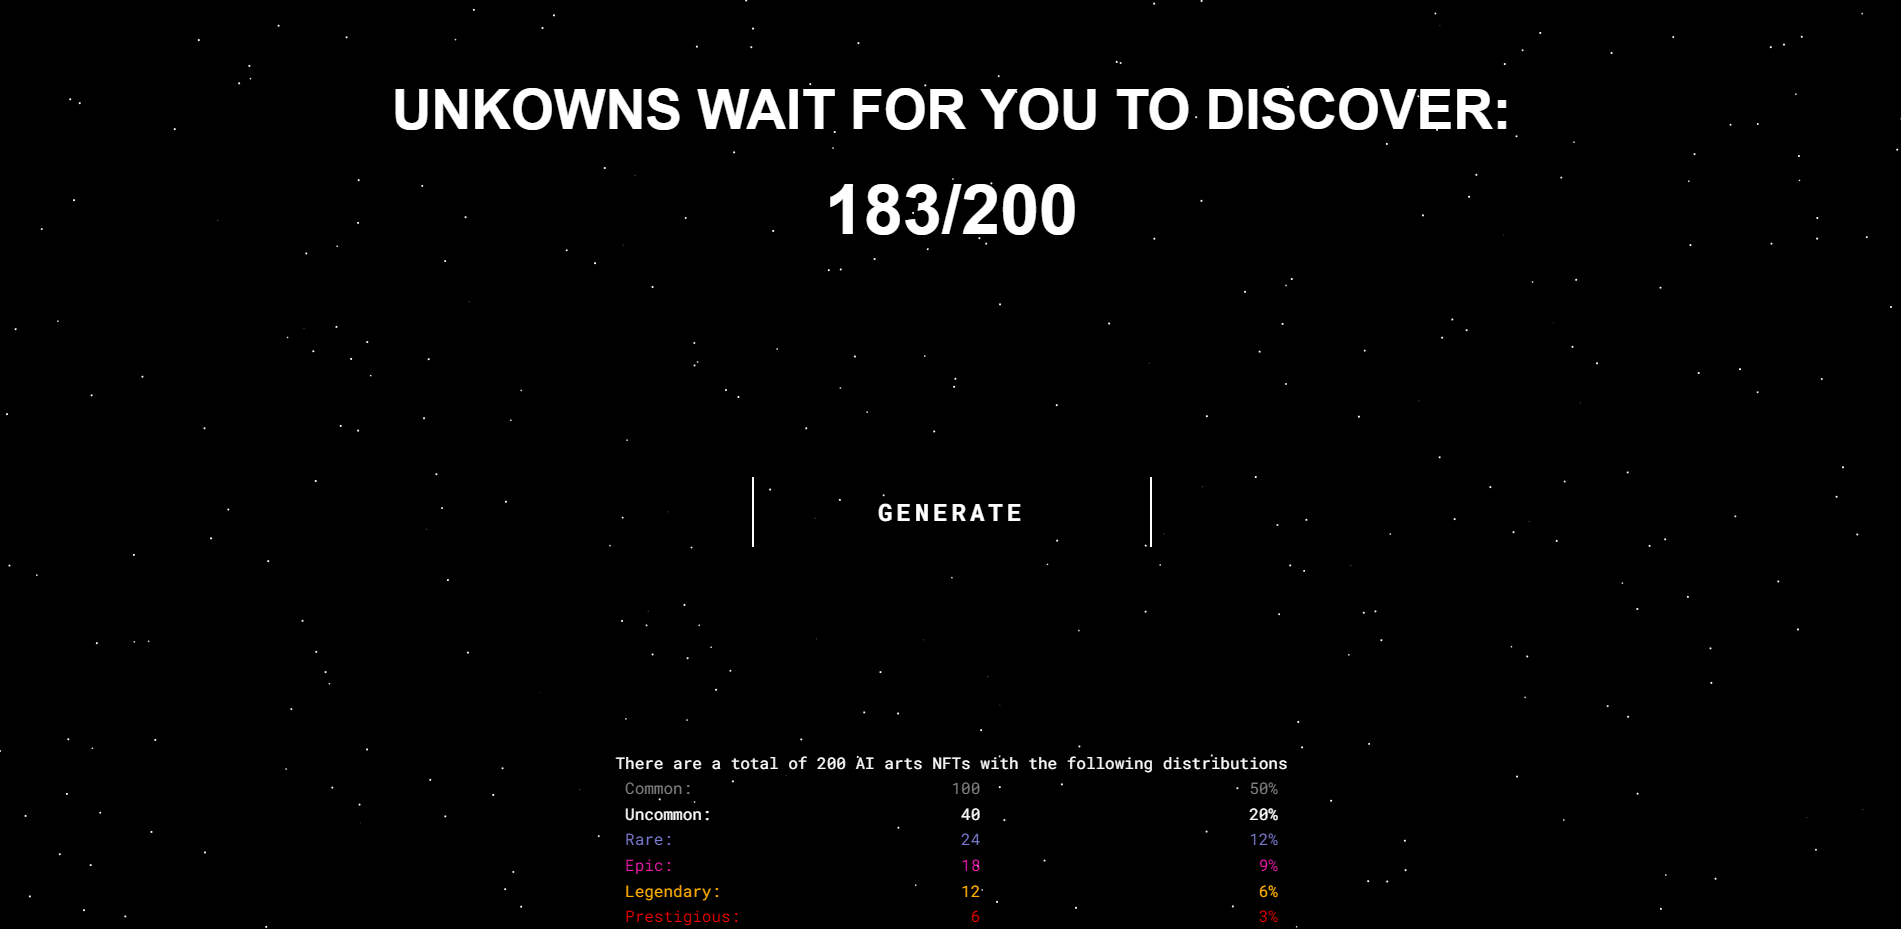 UNKOWNS WAIT FOR YOU TO DISCOVER:
183/200
GENERATE
There are a total of 200 AI arts NFTs with the following distributions
Common: 100 50%
Uncommon: 40 20%
Rare: 24 12%
Epic: 18 9%
Legendary: 12 6%
Prestigious: 6 3%